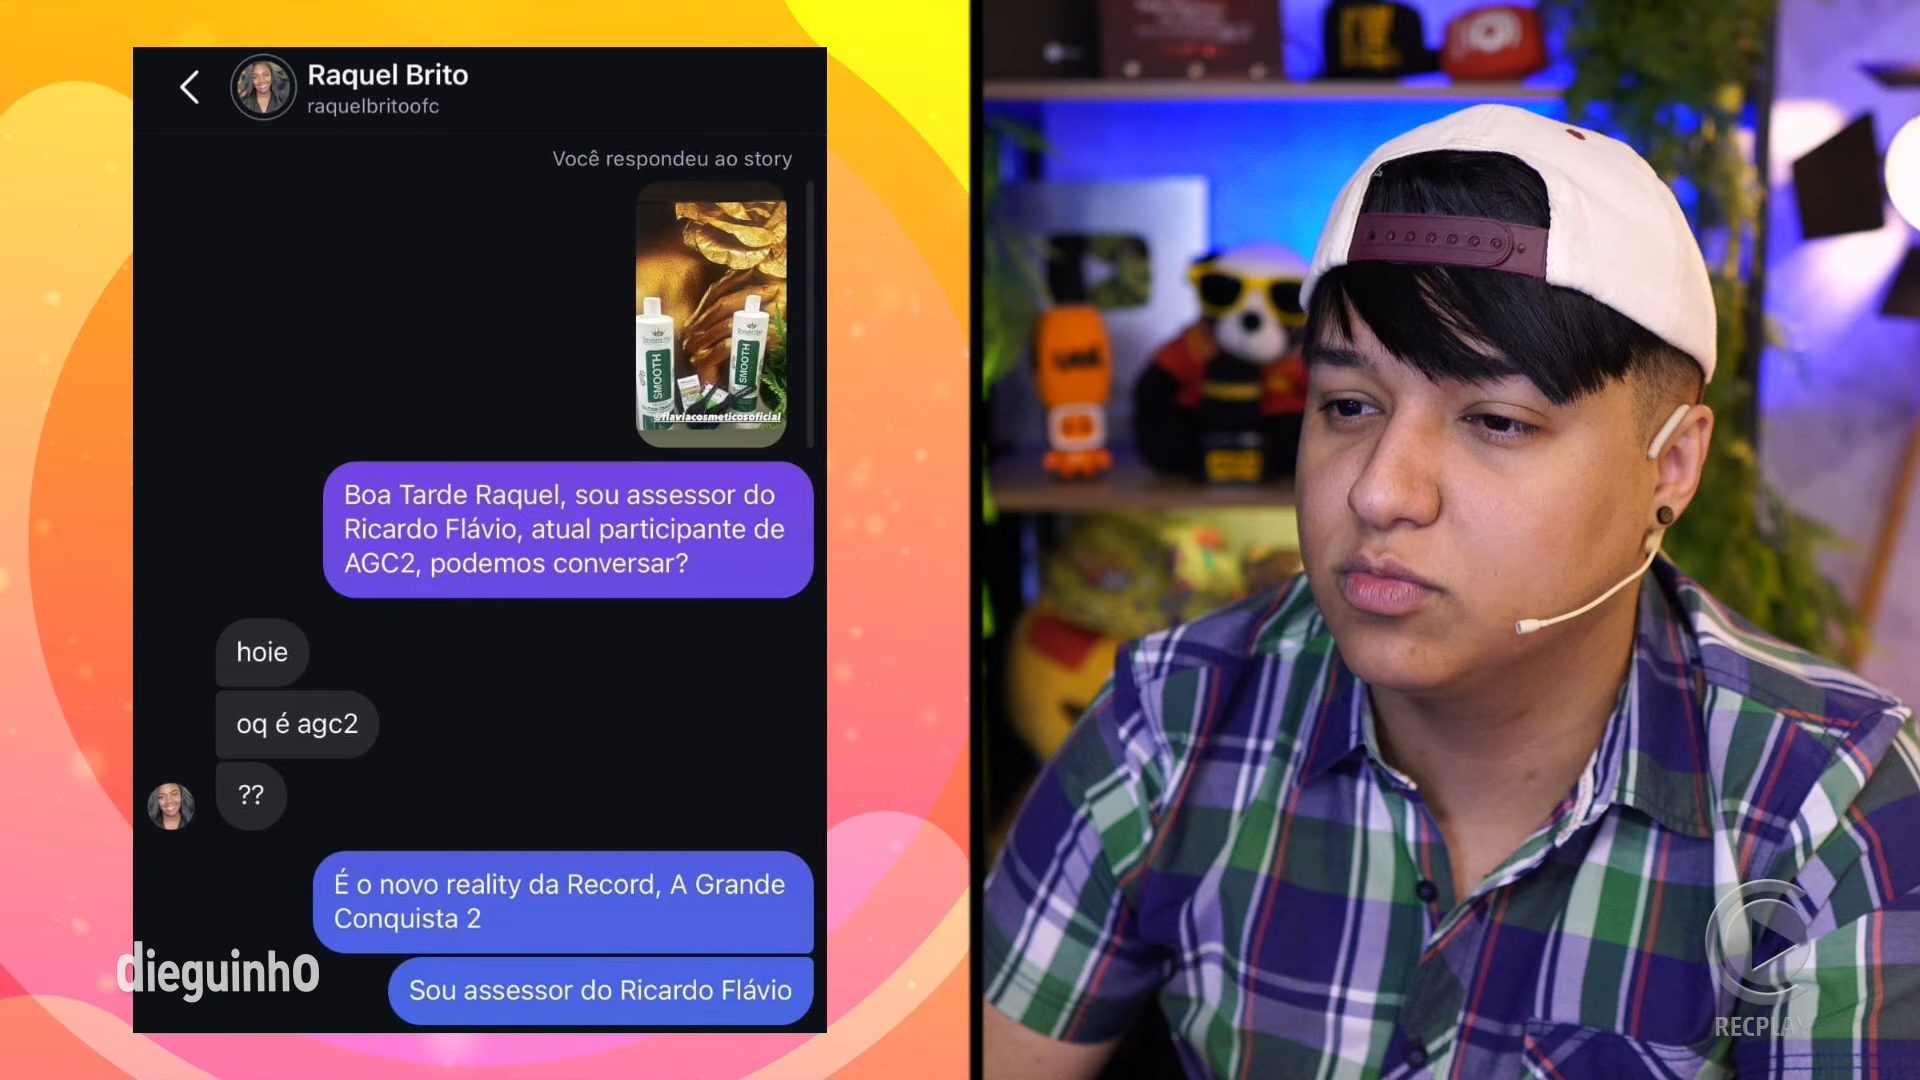 Raquel Brito
raquelbritoofc
Você respondeu ao story
SMOOTH
SMOOTH
@flaviacosmeticosoficial
Boa Tarde Raquel, sou assessor do
Ricardo Flávio, atual participante de
AGC2, podemos conversar?
hoie
oq é agc2
??
É o novo reality da Record, A Grande
Conquista 2
Sou assessor do Ricardo Flávio
dieguinh0
RECPLAY